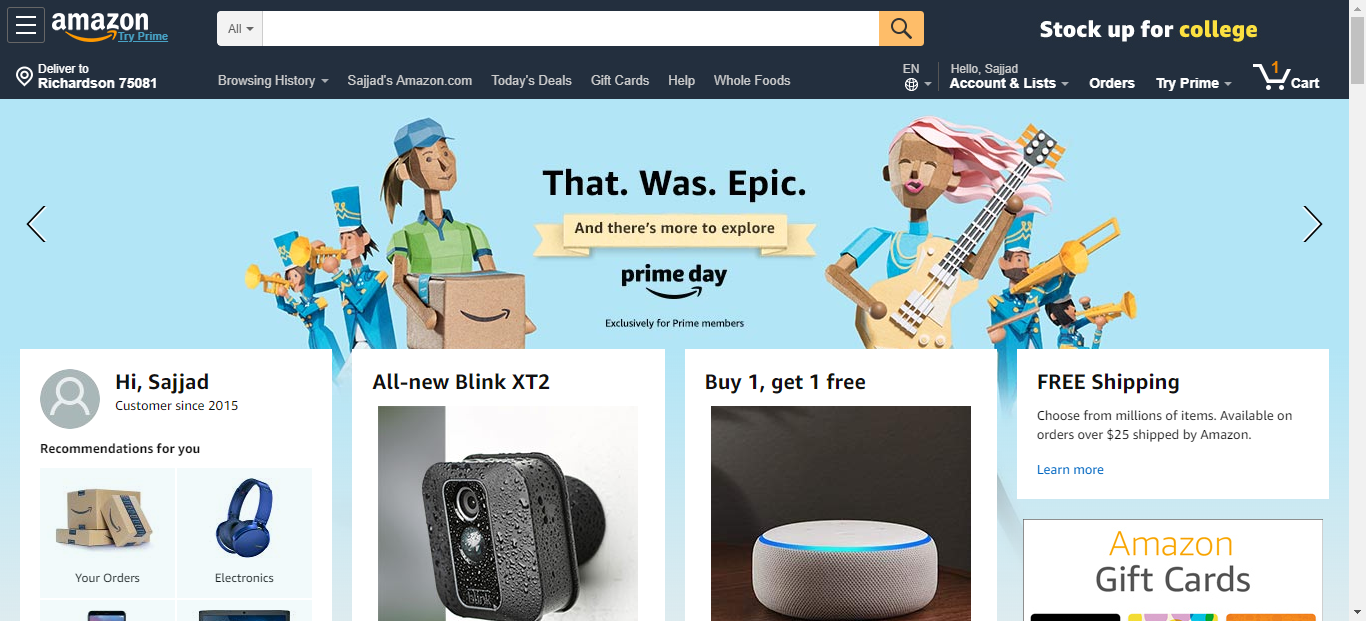 amazon
Try Prime
All
Stock up for college
Deliver to
Richardson 75081
Browsing History
Sajjad's Amazon.com
Today's Deals
Gift Cards
Help
Whole Foods
EN
Hello, Sajjad
Account & Lists
Orders
Try Prime
1
Cart
That. Was. Epic.
And there's more to explore
prime day
Exclusively for Prime members
Hi, Sajjad
Customer since 2015
Recommendations for you
Your Orders
Electronics
All-new Blink XT2
blink
Buy 1, get 1 free
FREE Shipping
Choose from millions of items. Available on
orders over $25 shipped by Amazon.
Learn more
Amazon
Gift Cards